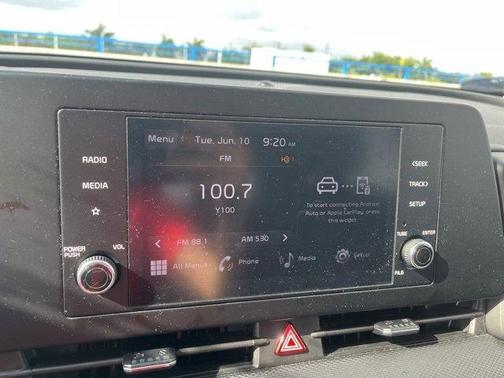 Menu Tue, Jun. 10 9:20 AM
FM
100.7
Y100
To start connecting Android
Auto or Apple CarPlay, press
this widget.
FM 88.1 AM 530
All Menus Phone Media Setup
RADIO
MEDIA
POWER
PUSH
VOL
<SEEK
TRACK>
SETUP
TUNE
ENTER
FILE